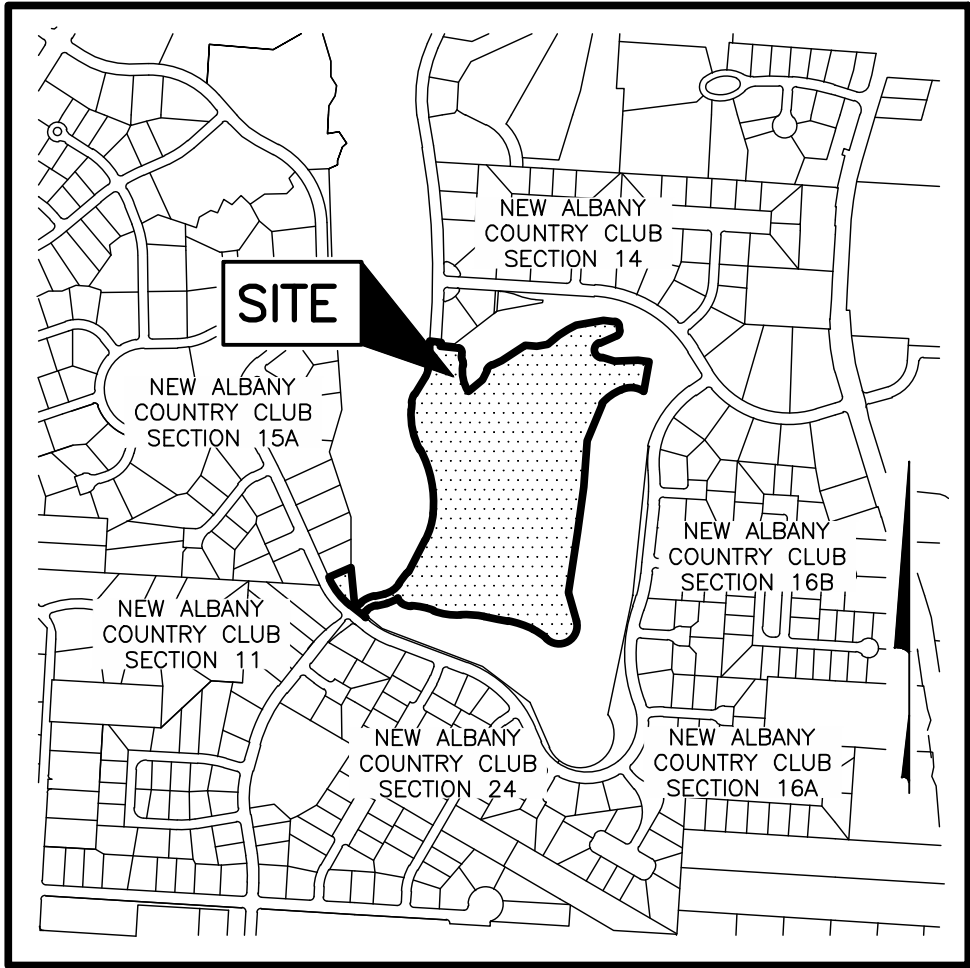 NEW ALBANY
COUNTRY CLUB
SECTION 14
SITE
NEW ALBANY
COUNTRY CLUB
SECTION 15A
NEW ALBANY
COUNTRY CLUB
SECTION 16B
NEW ALBANY
COUNTRY CLUB
SECTION 11
NEW ALBANY
COUNTRY CLUB
SECTION 24
NEW ALBANY
COUNTRY CLUB
SECTION 16A